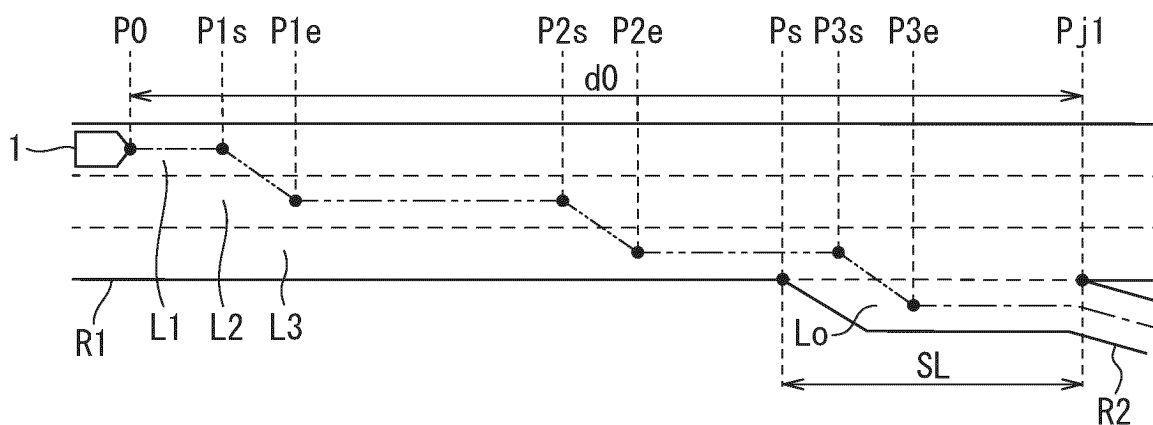 P0 P1s P1e P2s P2e Ps P3s P3e Pj1
d0
1
R1 L1 L2 L3 Lo
SL
R2